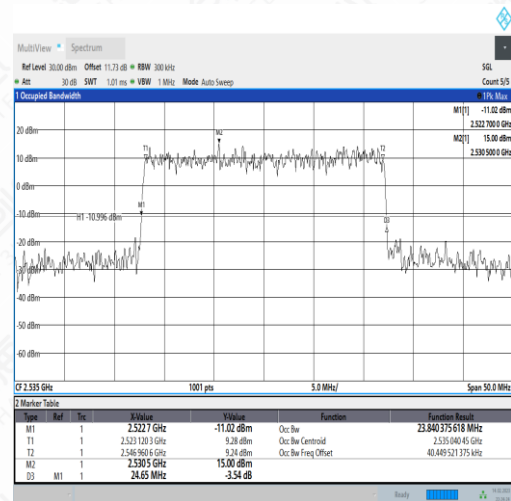 MultiView Spectrum
Ref Level 30.00 dBm Offset 11.73 dB RBW 300 kHz SGL
Att 30 dB SWT 1.01 ms VBW 1 MHz Mode Auto Sweep Count 5/5
1 Occupied Bandwidth 1Pk Max
M1[1] -11.02 dBm
2.522 700 0 GHz
M2[1] 15.00 dBm
2.530 500 0 GHz
20 dBm
M2
T1 T2
10 dBm
0 dBm
M1
-10 dBm
H1 -10.996 dBm
D3
-20 dBm
-30 dBm
-40 dBm
-50 dBm
-60 dBm
CF 2.535 GHz 1001 pts 5.0 MHz/ Span 50.0 MHz
2 Marker Table
Type Ref Trc X-Value Y-Value Function Function Result
M1 1 2.522 7 GHz -11.02 dBm Occ Bw 23.840 375 618 MHz
T1 1 2.523 120 3 GHz 9.28 dBm Occ Bw Centroid 2.535 040 45 GHz
T2 1 2.546 960 6 GHz 9.24 dBm Occ Bw Freq Offset 40.449 521 375 kHz
M2 1 2.530 5 GHz 15.00 dBm
D3 M1 1 24.65 MHz -3.54 dB
Ready